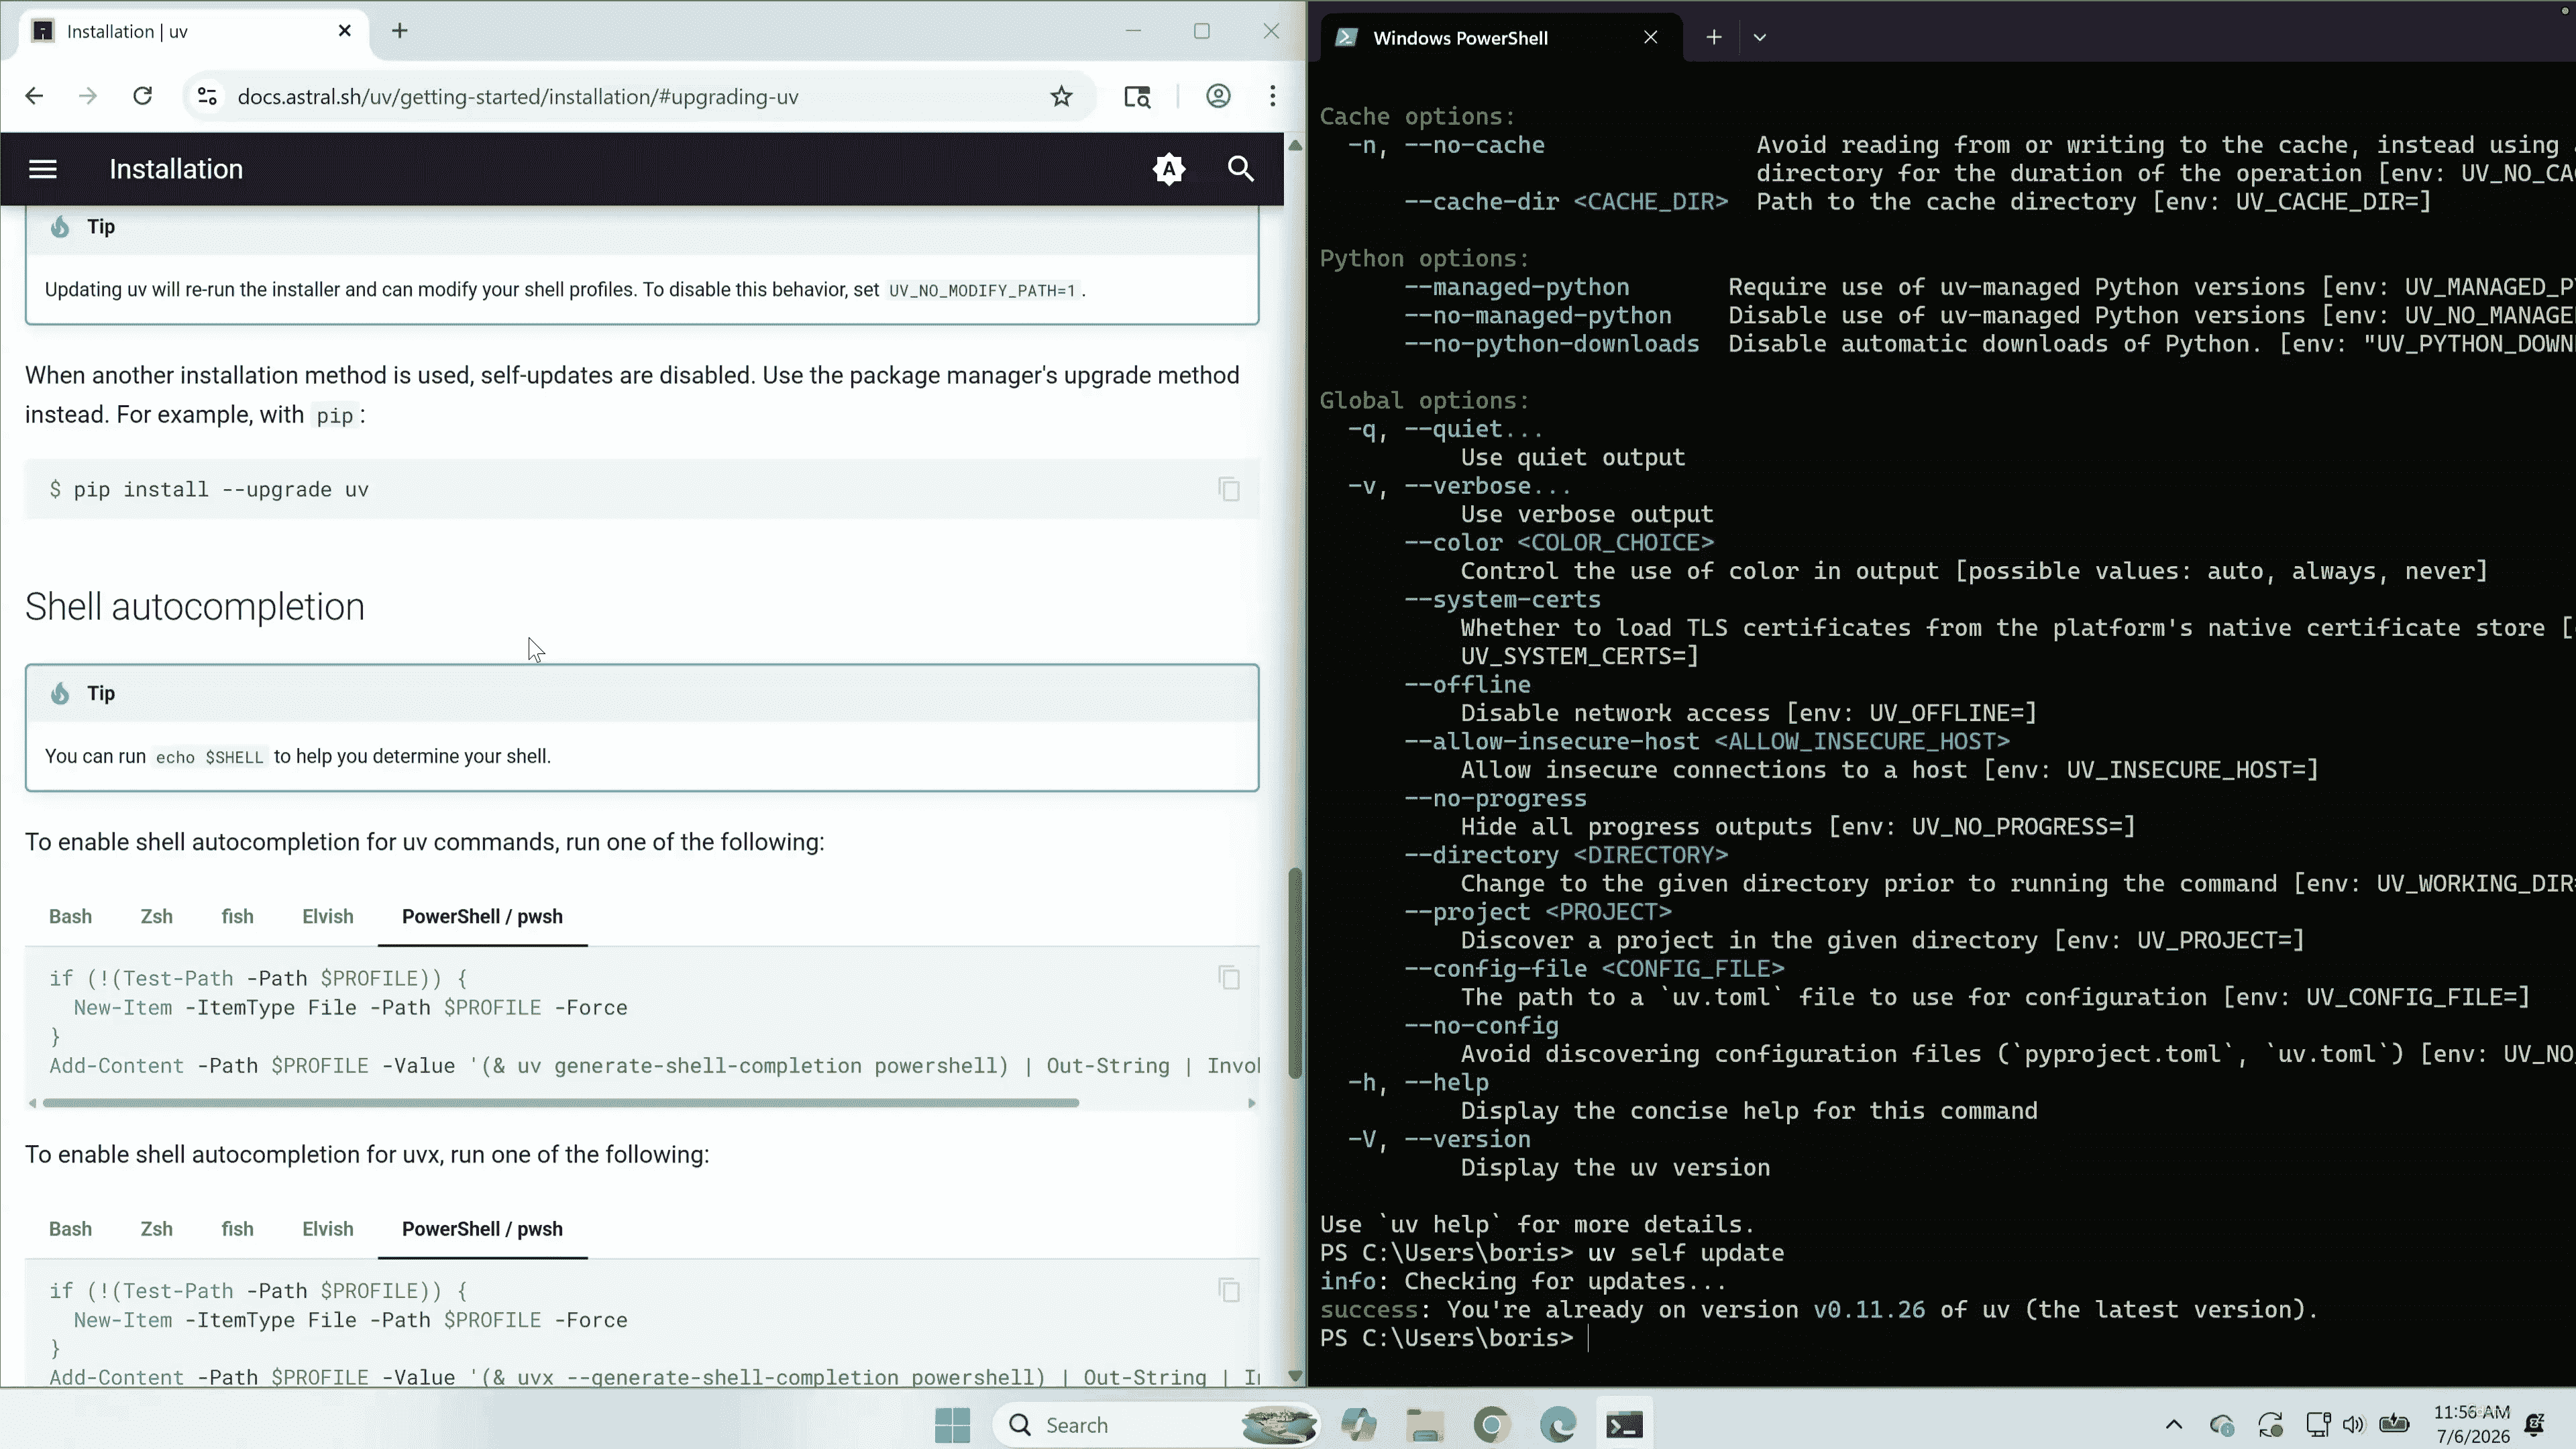 Installation | uv
docs.astral.sh/uv/getting-started/installation/#upgrading-uv
Installation
Tip
Updating uv will re-run the installer and can modify your shell profiles. To disable this behavior, set UV_NO_MODIFY_PATH=1 .
When another installation method is used, self-updates are disabled. Use the package manager's upgrade method
instead. For example, with pip :
$ pip install --upgrade uv
Shell autocompletion
Tip
You can run echo $SHELL to help you determine your shell.
To enable shell autocompletion for uv commands, run one of the following:
Bash Zsh fish Elvish PowerShell / pwsh
if (!(Test-Path -Path $PROFILE)) {
  New-Item -ItemType File -Path $PROFILE -Force
}
Add-Content -Path $PROFILE -Value '(& uv generate-shell-completion powershell) | Out-String | Invo
To enable shell autocompletion for uvx, run one of the following:
Bash Zsh fish Elvish PowerShell / pwsh
if (!(Test-Path -Path $PROFILE)) {
  New-Item -ItemType File -Path $PROFILE -Force
}
Add-Content -Path $PROFILE -Value '(& uvx --generate-shell-completion powershell) | Out-String |
Windows PowerShell
Cache options:
  -n, --no-cache               Avoid reading from or writing to the cache, instead using
                               directory for the duration of the operation [env: UV_NO_CA
      --cache-dir <CACHE_DIR>  Path to the cache directory [env: UV_CACHE_DIR=]
Python options:
      --managed-python       Require use of uv-managed Python versions [env: UV_MANAGED_P
      --no-managed-python    Disable use of uv-managed Python versions [env: UV_NO_MANAGE
      --no-python-downloads  Disable automatic downloads of Python. [env: "UV_PYTHON_DOWN
Global options:
  -q, --quiet...
          Use quiet output
  -v, --verbose...
          Use verbose output
      --color <COLOR_CHOICE>
          Control the use of color in output [possible values: auto, always, never]
      --system-certs
          Whether to load TLS certificates from the platform's native certificate store [
          UV_SYSTEM_CERTS=]
      --offline
          Disable network access [env: UV_OFFLINE=]
      --allow-insecure-host <ALLOW_INSECURE_HOST>
          Allow insecure connections to a host [env: UV_INSECURE_HOST=]
      --no-progress
          Hide all progress outputs [env: UV_NO_PROGRESS=]
      --directory <DIRECTORY>
          Change to the given directory prior to running the command [env: UV_WORKING_DIR
      --project <PROJECT>
          Discover a project in the given directory [env: UV_PROJECT=]
      --config-file <CONFIG_FILE>
          The path to a `uv.toml` file to use for configuration [env: UV_CONFIG_FILE=]
      --no-config
          Avoid discovering configuration files (`pyproject.toml`, `uv.toml`) [env: UV_NO
  -h, --help
          Display the concise help for this command
  -V, --version
          Display the uv version
Use `uv help` for more details.
PS C:\Users\boris> uv self update
info: Checking for updates...
success: You're already on version v0.11.26 of uv (the latest version).
PS C:\Users\boris>
Search
11:56 AM
7/6/2026